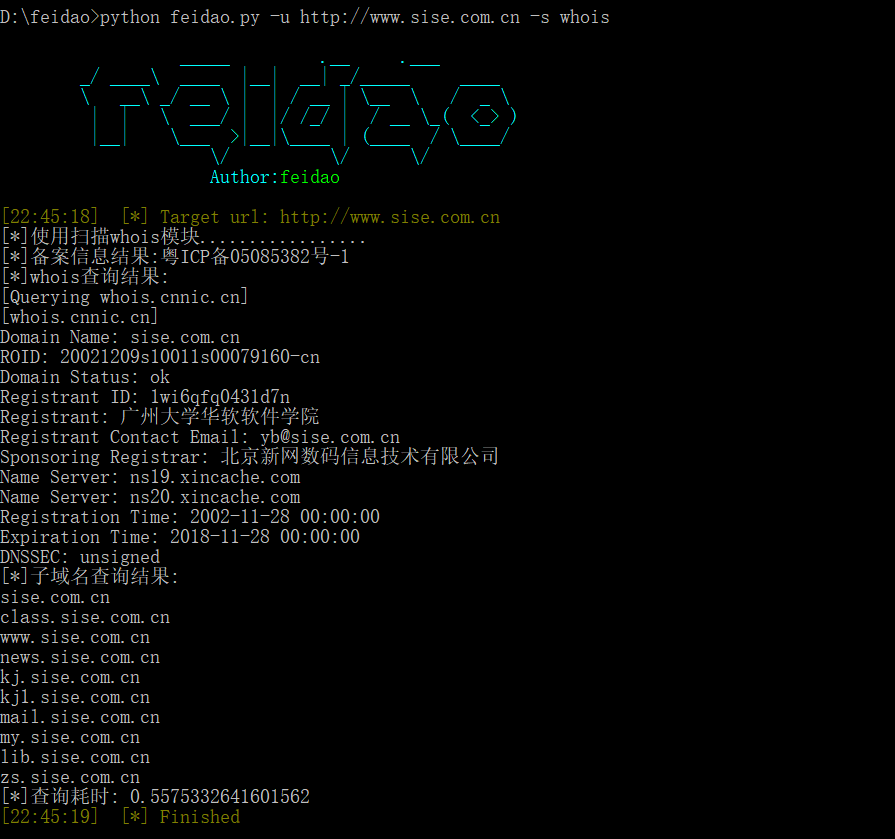 D:\feidao>python feidao.py -u http://www.sise.com.cn -s whois
feidao
Author:feidao
[22:45:18] [*] Target url: http://www.sise.com.cn
[*]使用扫描whois模块.................
[*]备案信息结果:粤ICP备05085382号-1
[*]whois查询结果:
[Querying whois.cnnic.cn]
[whois.cnnic.cn]
Domain Name: sise.com.cn
ROID: 20021209s10011s00079160-cn
Domain Status: ok
Registrant ID: lwi6qfq0431d7n
Registrant: 广州大学华软软件学院
Registrant Contact Email: yb@sise.com.cn
Sponsoring Registrar: 北京新网数码信息技术有限公司
Name Server: ns19.xincache.com
Name Server: ns20.xincache.com
Registration Time: 2002-11-28 00:00:00
Expiration Time: 2018-11-28 00:00:00
DNSSEC: unsigned
[*]子域名查询结果:
sise.com.cn
class.sise.com.cn
www.sise.com.cn
news.sise.com.cn
kj.sise.com.cn
kjl.sise.com.cn
mail.sise.com.cn
my.sise.com.cn
lib.sise.com.cn
zs.sise.com.cn
[*]查询耗时: 0.5575332641601562
[22:45:19] [*] Finished